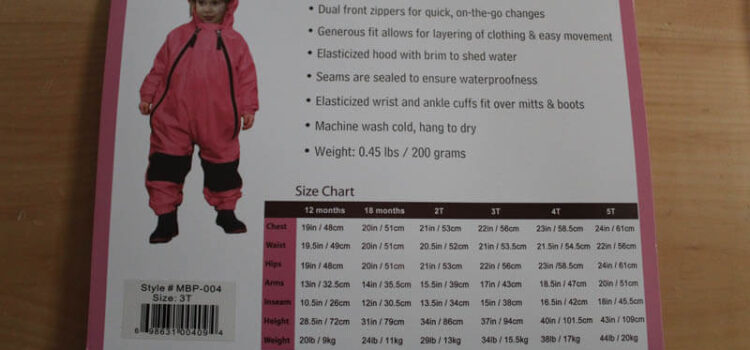 • Dual front zippers for quick, on-the-go changes
• Generous fit allows for layering of clothing & easy movement
• Elasticized hood with brim to shed water
• Seams are sealed to ensure waterproofness
• Elasticized wrist and ankle cuffs fit over mitts & boots
• Machine wash cold, hang to dry
• Weight: 0.45 lbs / 200 grams
Size Chart
12 months 18 months 2T 3T 4T 5T
Chest 19in / 48cm 20in / 51cm 21in / 53cm 22in / 56cm 23in / 58.5cm 24in / 61cm
Waist 19.5in / 49cm 20in / 51cm 20.5in / 52cm 21in / 53.5cm 21.5in / 54.5cm 22in / 56cm
Hips 19in / 48cm 20in / 51cm 21in / 53cm 22in / 56cm 23in /58.5cm 24in / 61cm
Arms 13in / 32.5cm 14in / 35.5cm 15.5in / 39cm 17in / 43cm 18.5in / 47cm 20in / 51cm
Inseam 10.5in / 26cm 12in / 30.5cm 13.5in / 34cm 15in / 38cm 16.5in / 42cm 18in / 45.5cm
Height 28.5in / 72cm 31in / 79cm 34in / 86cm 37in / 94cm 40in / 101.5cm 43in / 109cm
Weight 20lb / 9kg 24lb / 11kg 29lb / 13kg 34lb / 15.5kg 38lb / 17kg 44lb / 20kg
Style # MBP-004
Size: 3T
6 98631 00409 4